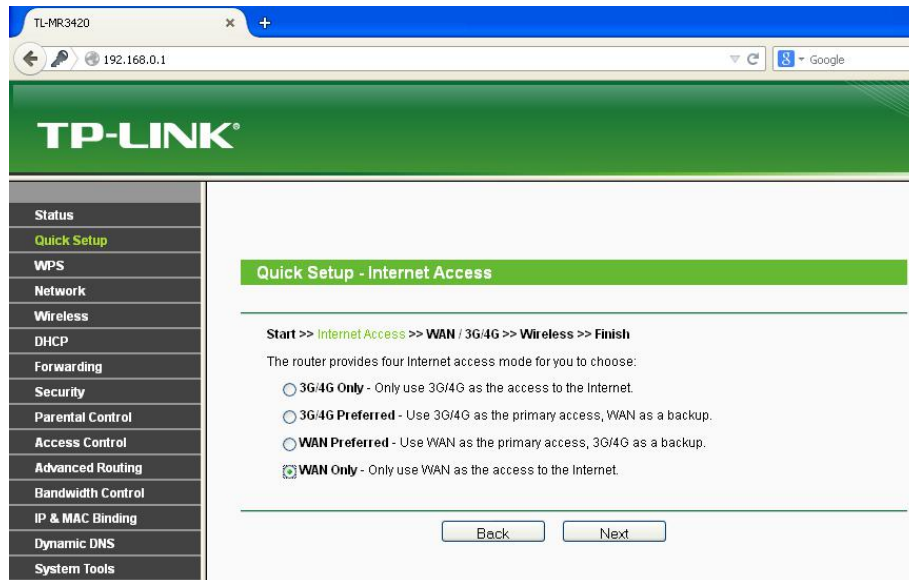 TL-MR3420
192.168.0.1
Google
TP-LINK®
Status
Quick Setup
WPS
Network
Wireless
DHCP
Forwarding
Security
Parental Control
Access Control
Advanced Routing
Bandwidth Control
IP & MAC Binding
Dynamic DNS
System Tools
Quick Setup - Internet Access
Start >> Internet Access >> WAN / 3G/4G >> Wireless >> Finish
The router provides four Internet access mode for you to choose:
3G/4G Only - Only use 3G/4G as the access to the Internet.
3G/4G Preferred - Use 3G/4G as the primary access, WAN as a backup.
WAN Preferred - Use WAN as the primary access, 3G/4G as a backup.
WAN Only - Only use WAN as the access to the Internet.
Back Next